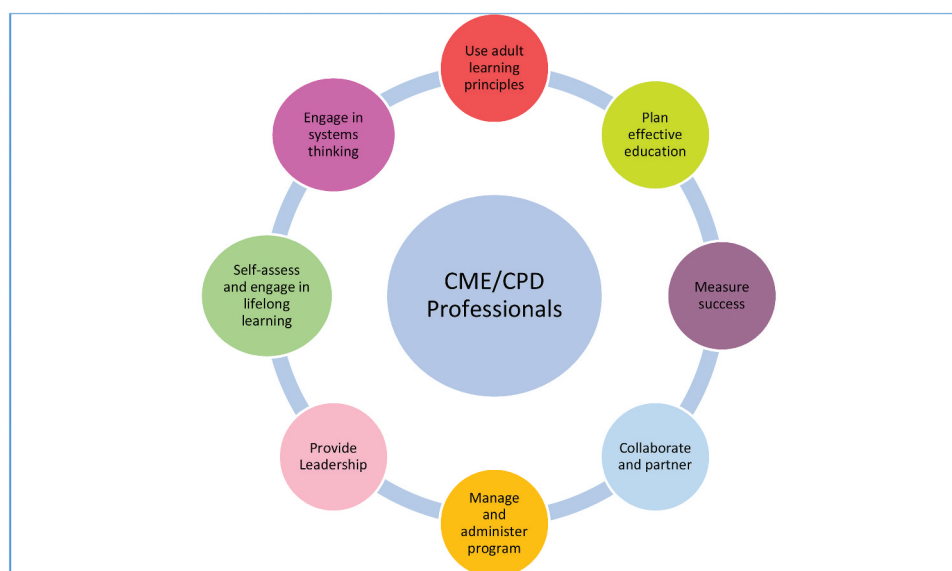 Use adult
learning
principles
Plan
effective
education
Measure
success
Collaborate
and partner
Manage
and
administer
program
Provide
Leadership
Self-assess
and engage in
lifelong
learning
Engage in
systems
thinking
CME/CPD
Professionals